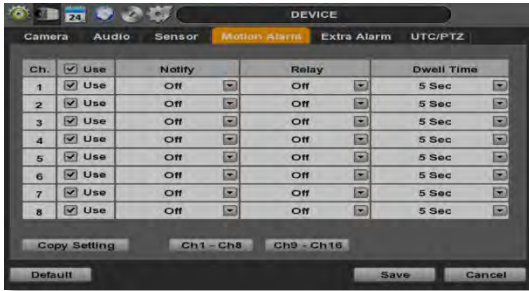 24 DEVICE
Camera Audio Sensor Motion Alarm Extra Alarm UTC/PTZ
Ch. Use Notify Relay Dwell Time
1 Use Off Off 5 Sec
2 Use Off Off 5 Sec
3 Use Off Off 5 Sec
4 Use Off Off 5 Sec
5 Use Off Off 5 Sec
6 Use Off Off 5 Sec
7 Use Off Off 5 Sec
8 Use Off Off 5 Sec
Copy Setting Ch1 - Ch8 Ch9 - Ch16
Default Save Cancel